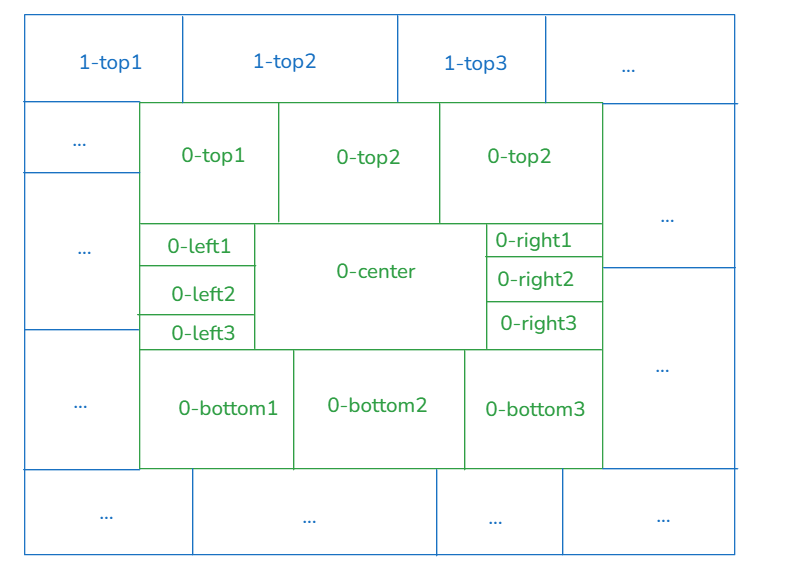 1-top1
1-top2
1-top3
...
...
0-top1
0-top2
0-top2
...
...
0-left1
0-left2
0-left3
0-center
0-right1
0-right2
0-right3
...
...
0-bottom1
0-bottom2
0-bottom3
...
...
...
...